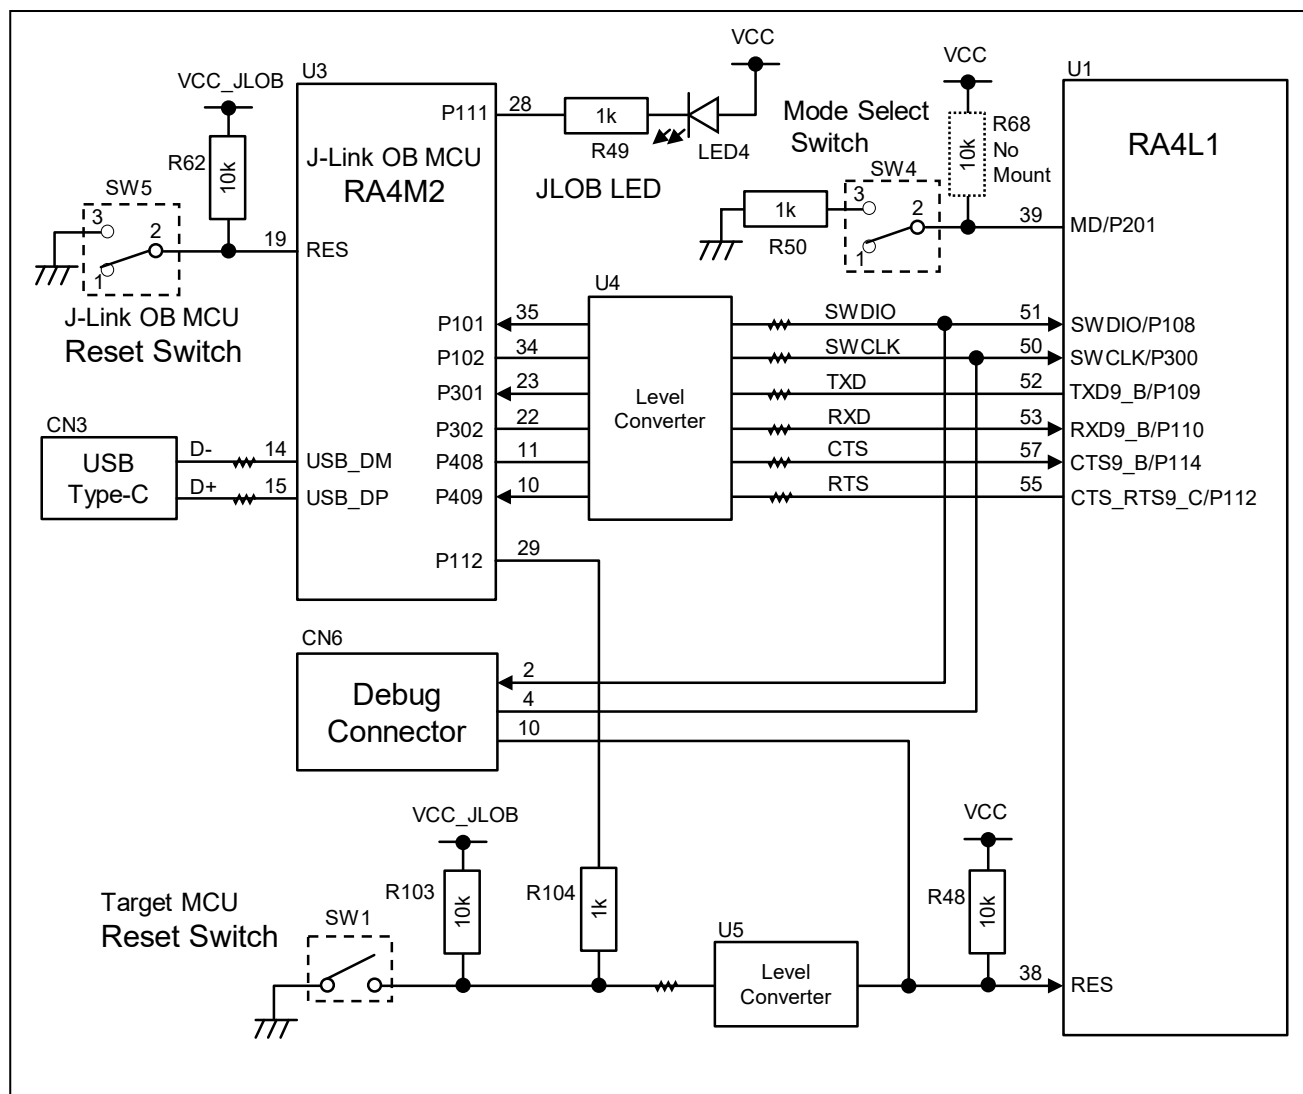 U3
VCC
VCC
U1
VCC_JLOB
P111
28
1k
R49
LED4
JLOB LED
Mode Select
Switch
R68
No
Mount
10k
RA4L1
R62
10k
J-Link OB MCU
RA4M2
SW5
3
2
1
19
RES
J-Link OB MCU
Reset Switch
SW4
3
2
1
1k
R50
39
MD/P201
U4
Level
Converter
P101
35
SWDIO
51
SWDIO/P108
P102
34
SWCLK
50
SWCLK/P300
P301
23
TXD
52
TXD9_B/P109
P302
22
RXD
53
RXD9_B/P110
P408
11
CTS
57
CTS9_B/P114
P409
10
RTS
55
CTS_RTS9_C/P112
CN3
USB
Type-C
D-
14
USB_DM
D+
15
USB_DP
P112
29
CN6
Debug
Connector
2
4
10
VCC_JLOB
VCC
R103
10k
R104
1k
R48
10k
Target MCU
Reset Switch
SW1
U5
Level
Converter
38
RES